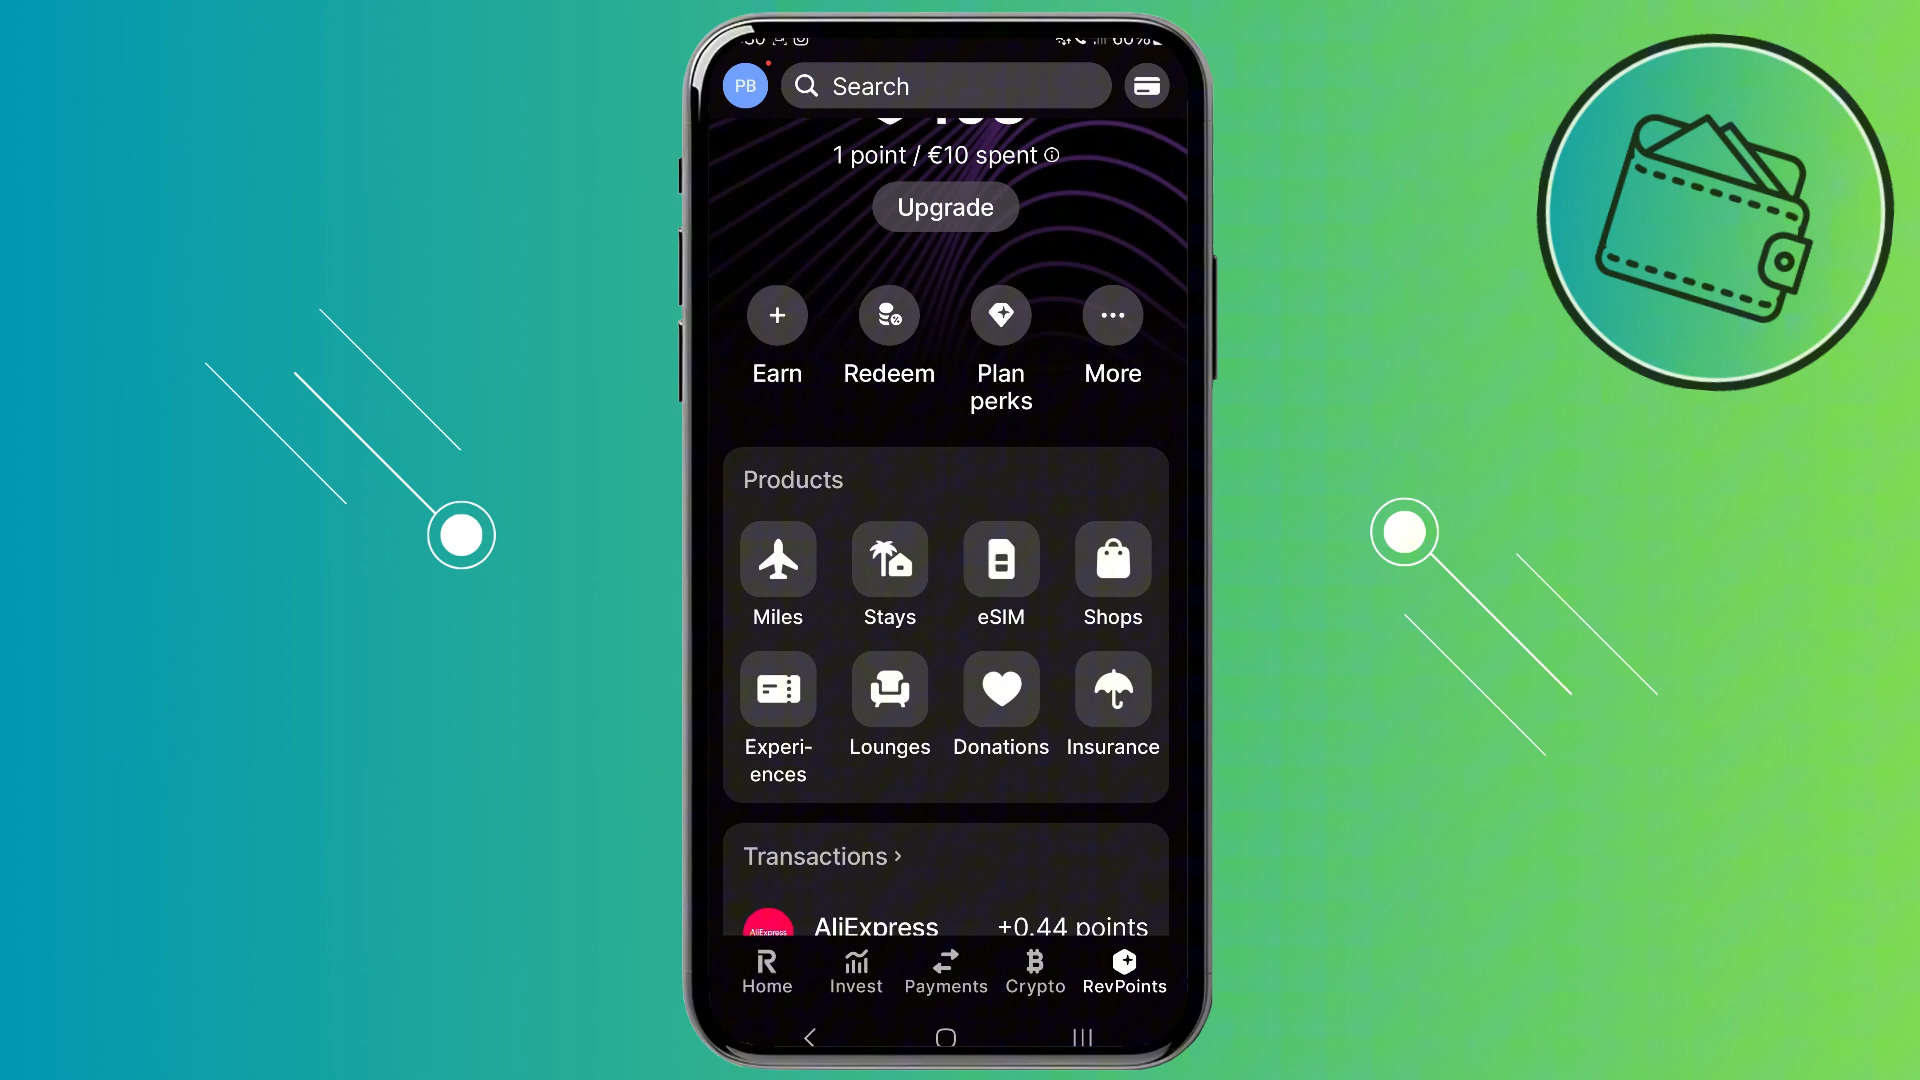 PB
Search
1 point / €10 spent
Upgrade
Earn
Redeem
Plan
perks
More
Products
Miles
Stays
eSIM
Shops
Experi-
ences
Lounges
Donations
Insurance
Transactions >
AliExpress
AliExpress
+0.44 points
Home
Invest
Payments
Crypto
RevPoints